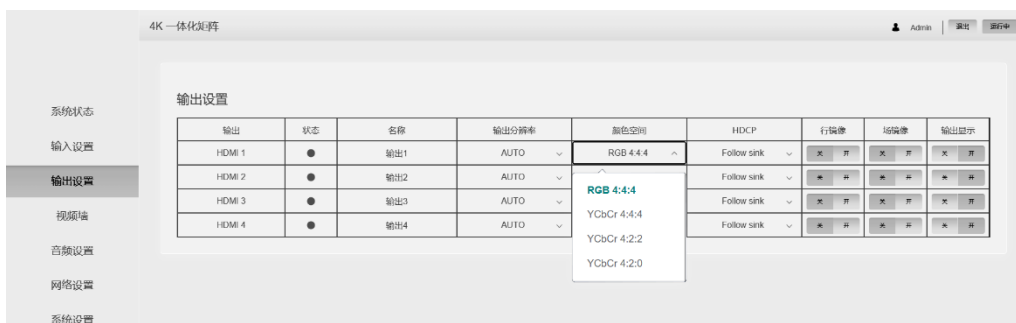 4K 一体化矩阵
Admin 退出 运行中
系统状态
输入设置
输出设置
视频墙
音频设置
网络设置
系统设置
输出设置
输出 状态 名称 输出分辨率 颜色空间 HDCP 行镜像 场镜像 输出显示
HDMI 1 输出1 AUTO RGB 4:4:4 Follow sink 关 开 关 开 关 开
HDMI 2 输出2 AUTO Follow sink 关 开 关 开 关 开
HDMI 3 输出3 AUTO Follow sink 关 开 关 开 关 开
HDMI 4 输出4 AUTO Follow sink 关 开 关 开 关 开
RGB 4:4:4
YCbCr 4:4:4
YCbCr 4:2:2
YCbCr 4:2:0